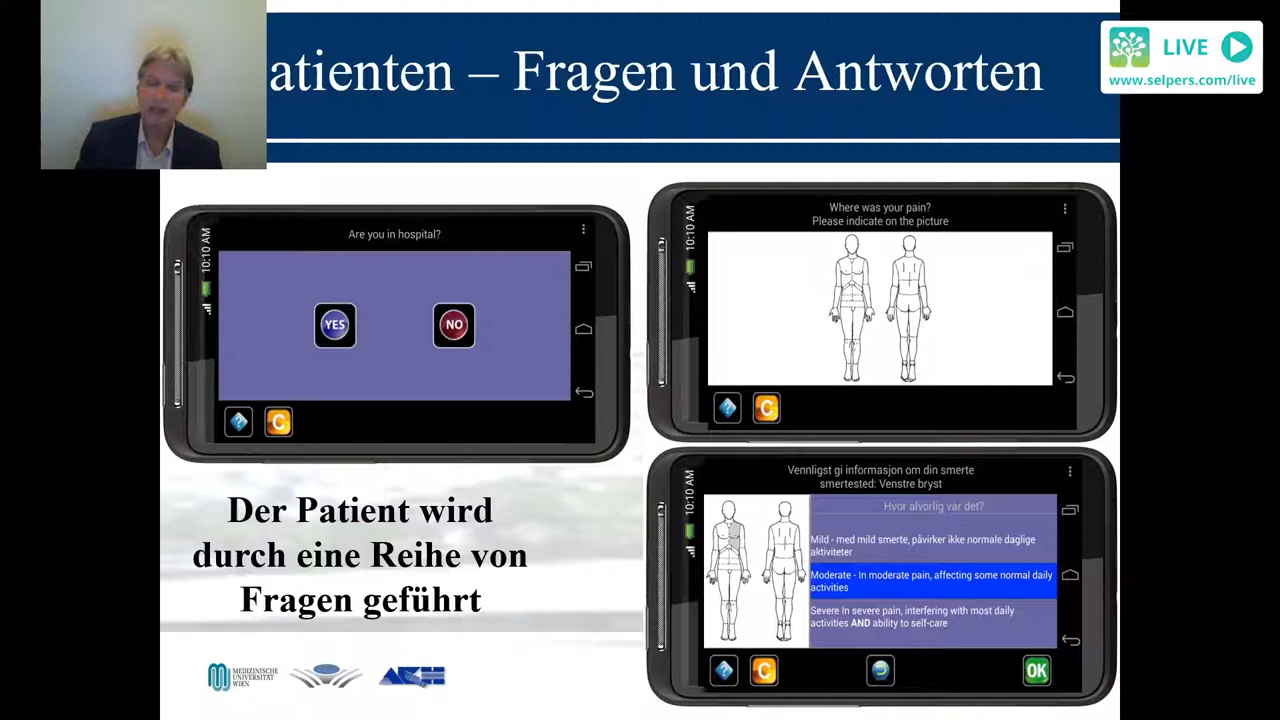 atienten – Fragen und Antworten
LIVE
www.selpers.com/live
10:10 AM
Are you in hospital?
YES
NO
?
C
10:10 AM
Where was your pain?
Please indicate on the picture
?
C
10:10 AM
Vennligst gi informasjon om din smerte
smertested: Venstre bryst
Hvor alvorlig var det?
Mild - med mild smerte, påvirker ikke normale daglige
aktiviteter
Moderate - In moderate pain, affecting some normal daily
activities
Severe In severe pain, interfering with most daily
activities AND ability to self-care
?
C
OK
Der Patient wird
durch eine Reihe von
Fragen geführt
MEDIZINISCHE
UNIVERSITÄT
WIEN